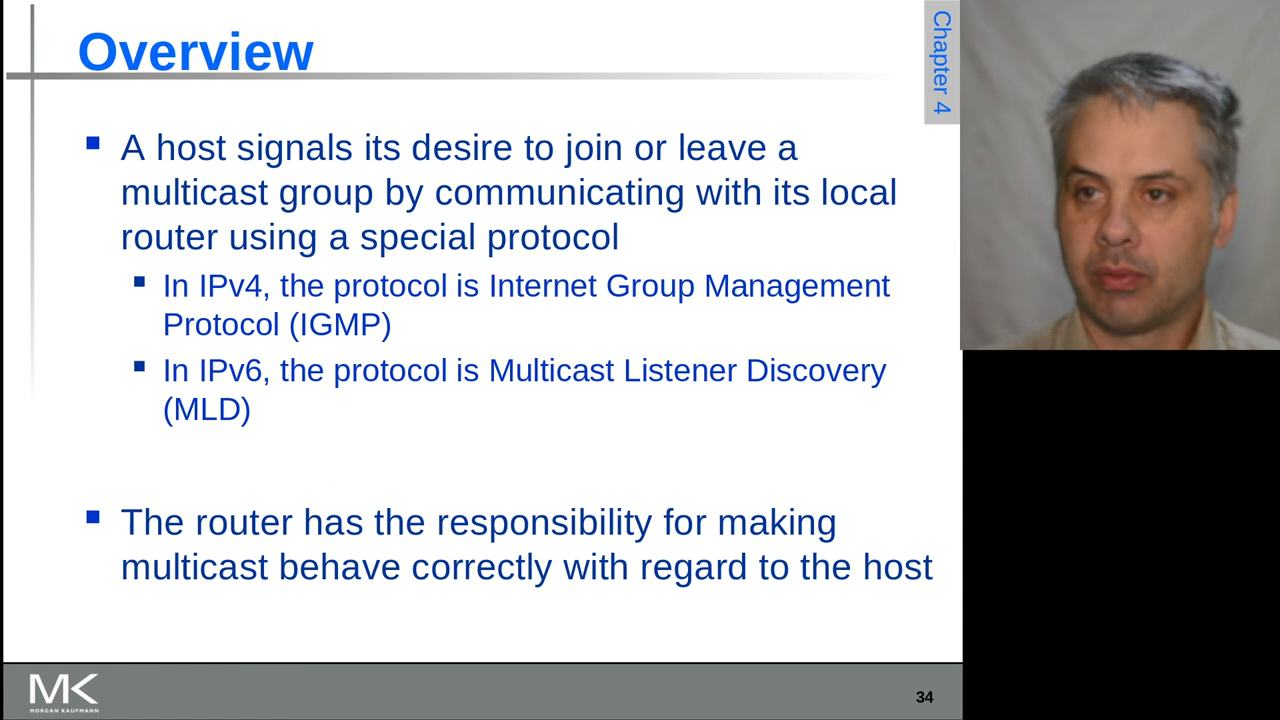 Overview
Chapter 4
A host signals its desire to join or leave a
multicast group by communicating with its local
router using a special protocol
In IPv4, the protocol is Internet Group Management
Protocol (IGMP)
In IPv6, the protocol is Multicast Listener Discovery
(MLD)
The router has the responsibility for making
multicast behave correctly with regard to the host
MK
MORGAN KAUFMANN
34